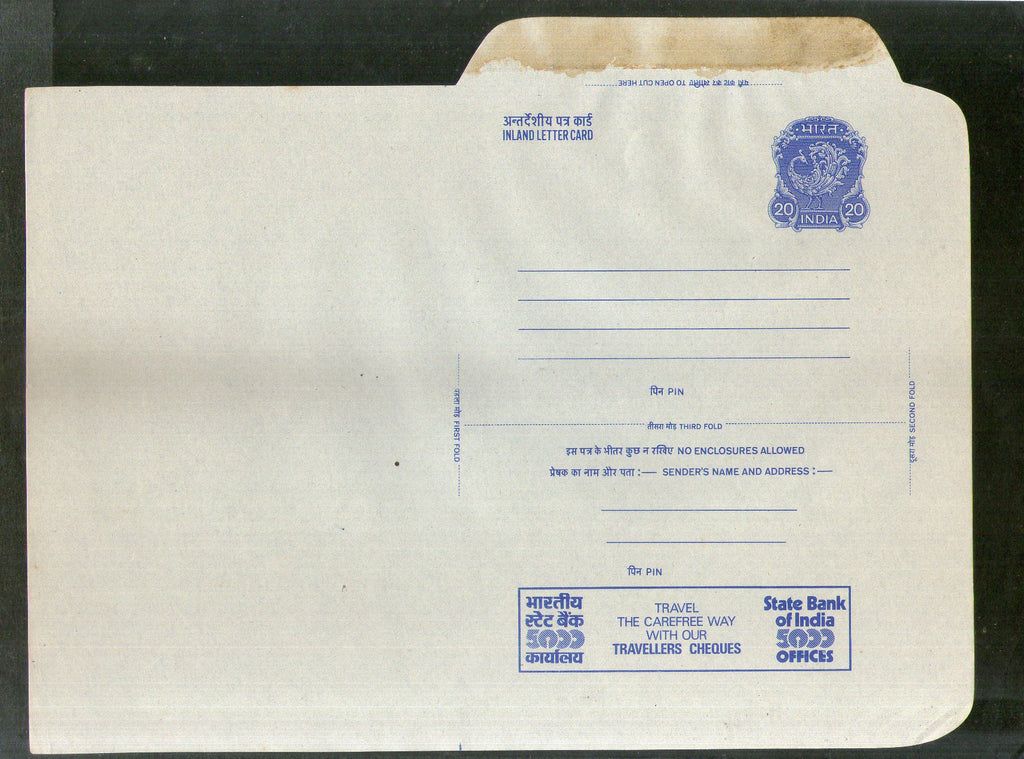 यहाँ काट कर खोलिए TO OPEN CUT HERE
अन्तर्देशीय पत्र कार्ड
INLAND LETTER CARD
भारत
20 20
INDIA
पिन PIN
पहला मोड़ FIRST FOLD
दूसरा मोड़ SECOND FOLD
तीसरा मोड़ THIRD FOLD
इस पत्र के भीतर कुछ न रखिए NO ENCLOSURES ALLOWED
प्रेषक का नाम और पता :— SENDER'S NAME AND ADDRESS :—
पिन PIN
भारतीय
स्टेट बैंक
5000
कार्यालय
TRAVEL
THE CAREFREE WAY
WITH OUR
TRAVELLERS CHEQUES
State Bank
of India
5000
OFFICES